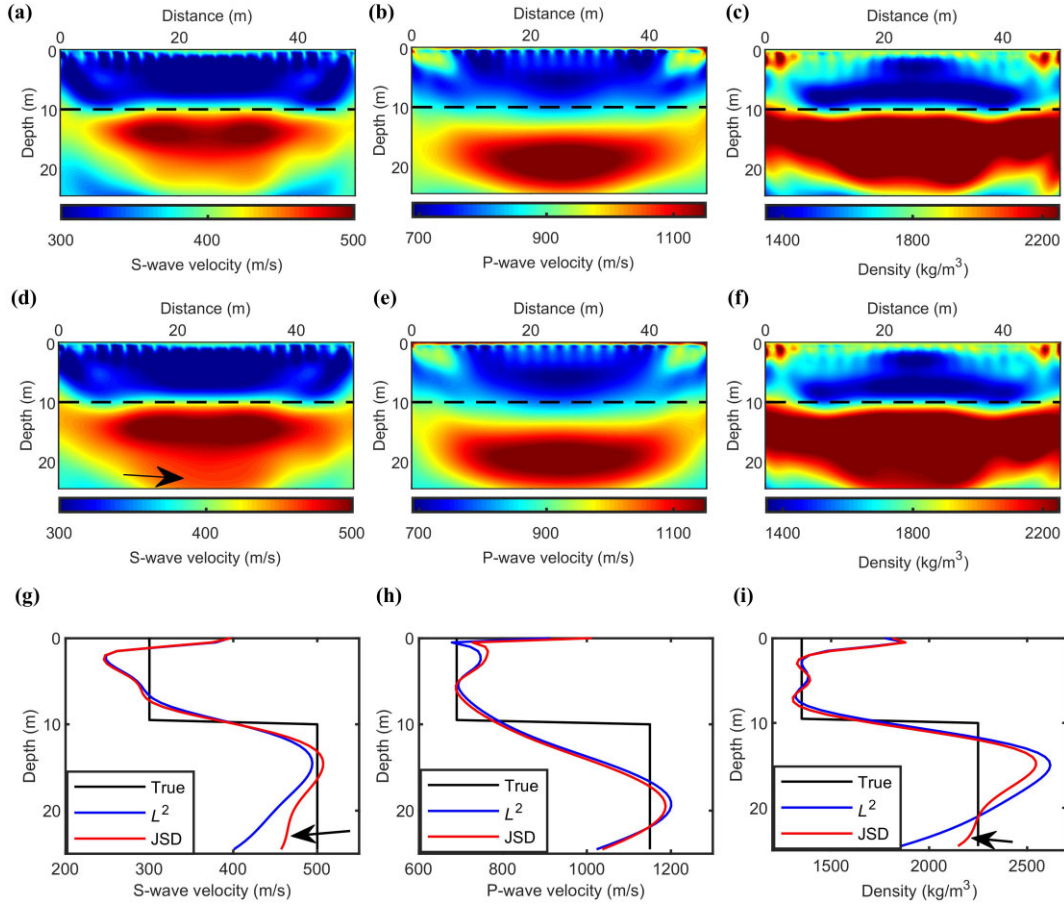 (a)
Distance (m)
0 20 40
0
10
20
Depth (m)
300 400 500
S-wave velocity (m/s)
(b)
Distance (m)
0 20 40
0
10
20
Depth (m)
700 900 1100
P-wave velocity (m/s)
(c)
Distance (m)
0 20 40
0
10
20
Depth (m)
1400 1800 2200
Density (kg/m³)
(d)
Distance (m)
0 20 40
0
10
20
Depth (m)
300 400 500
S-wave velocity (m/s)
(e)
Distance (m)
0 20 40
0
10
20
Depth (m)
700 900 1100
P-wave velocity (m/s)
(f)
Distance (m)
0 20 40
0
10
20
Depth (m)
1400 1800 2200
Density (kg/m³)
(g)
0
10
20
Depth (m)
True
L²
JSD
200 300 400 500
S-wave velocity (m/s)
(h)
0
10
20
Depth (m)
True
L²
JSD
600 800 1000 1200
P-wave velocity (m/s)
(i)
0
10
20
Depth (m)
True
L²
JSD
1500 2000 2500
Density (kg/m³)